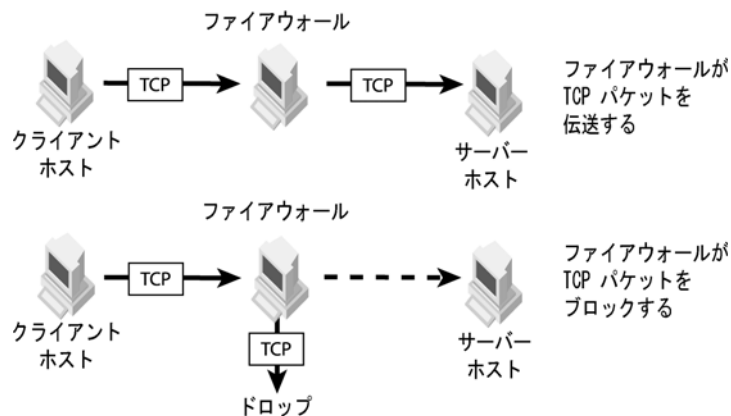 ファイアウォール
TCP
TCP
ファイアウォールが
TCP パケットを
伝送する
クライアント
ホスト
サーバー
ホスト
ファイアウォール
TCP
ファイアウォールが
TCP パケットを
ブロックする
クライアント
ホスト
TCP
サーバー
ホスト
ドロップ